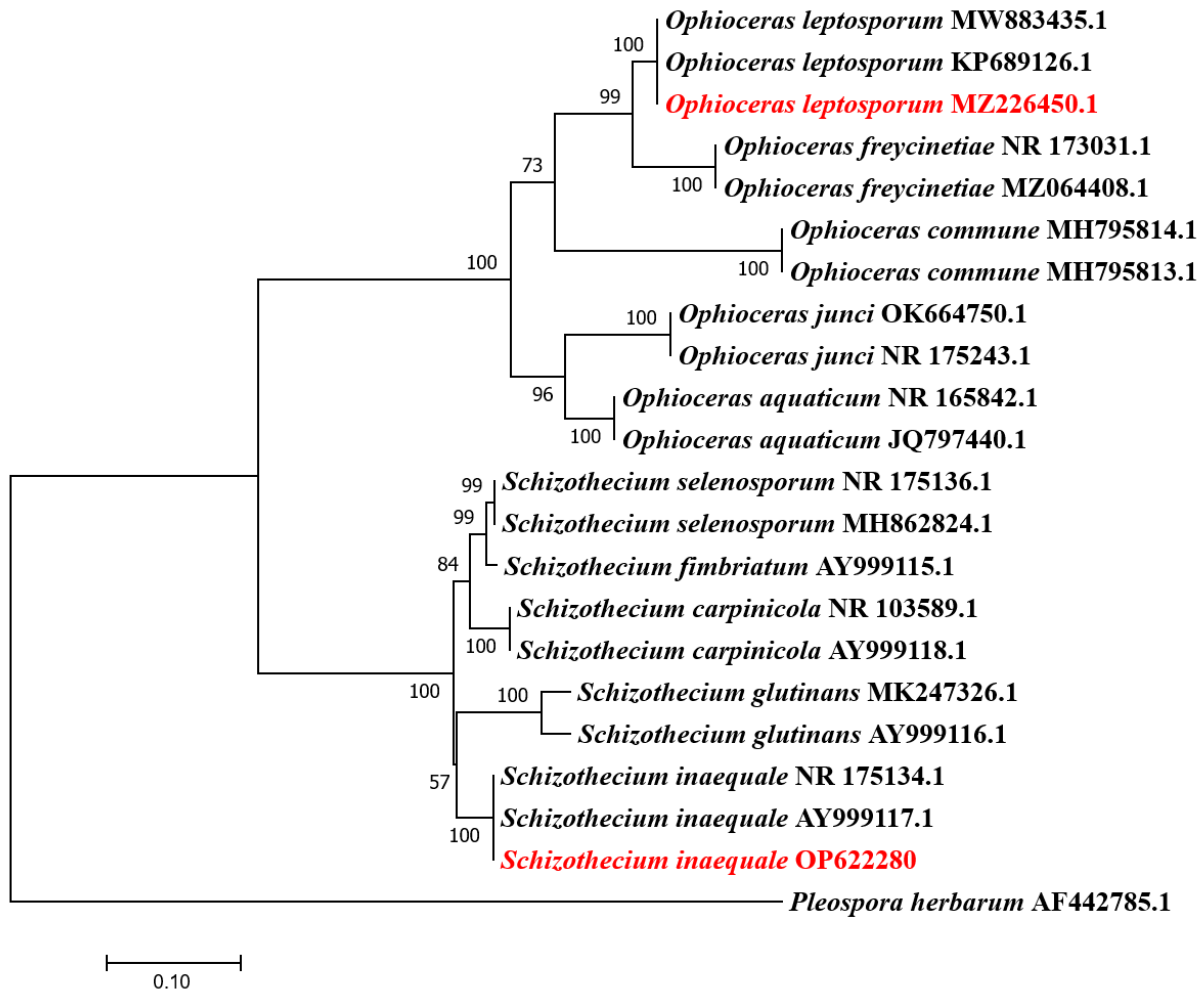 Ophioceras leptosporum MW883435.1
100
Ophioceras leptosporum KP689126.1
99
Ophioceras leptosporum MZ226450.1
Ophioceras freycinetiae NR 173031.1
73
100
Ophioceras freycinetiae MZ064408.1
Ophioceras commune MH795814.1
100
100
Ophioceras commune MH795813.1
100
Ophioceras junci OK664750.1
Ophioceras junci NR 175243.1
96
Ophioceras aquaticum NR 165842.1
100
Ophioceras aquaticum JQ797440.1
99
Schizothecium selenosporum NR 175136.1
99
Schizothecium selenosporum MH862824.1
84
Schizothecium fimbriatum AY999115.1
Schizothecium carpinicola NR 103589.1
100
Schizothecium carpinicola AY999118.1
100
100
Schizothecium glutinans MK247326.1
Schizothecium glutinans AY999116.1
57
Schizothecium inaequale NR 175134.1
Schizothecium inaequale AY999117.1
100
Schizothecium inaequale OP622280
Pleospora herbarum AF442785.1
0.10